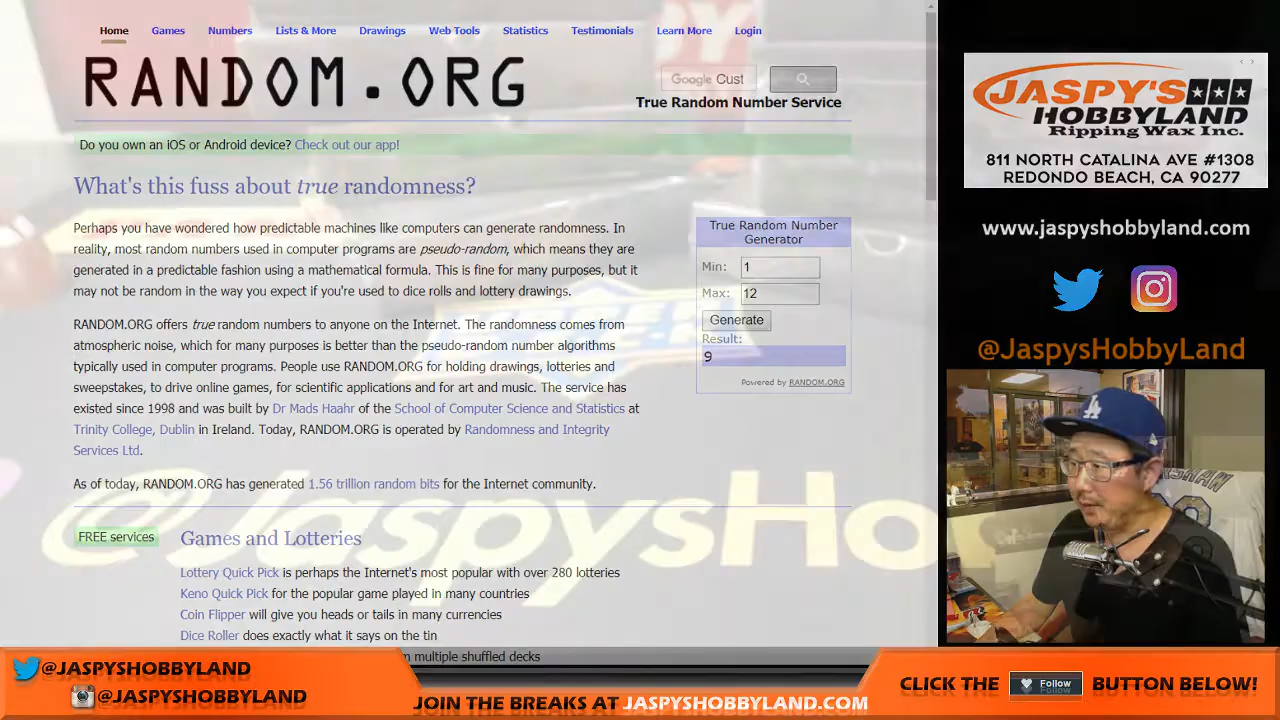 Home Games Numbers Lists & More Drawings Web Tools Statistics Testimonials Learn More Login
RANDOM.ORG
Google Cust
True Random Number Service
Do you own an iOS or Android device? Check out our app!
What's this fuss about true randomness?
Perhaps you have wondered how predictable machines like computers can generate randomness. In
reality, most random numbers used in computer programs are pseudo-random, which means they are
generated in a predictable fashion using a mathematical formula. This is fine for many purposes, but it
may not be random in the way you expect if you're used to dice rolls and lottery drawings.
RANDOM.ORG offers true random numbers to anyone on the Internet. The randomness comes from
atmospheric noise, which for many purposes is better than the pseudo-random number algorithms
typically used in computer programs. People use RANDOM.ORG for holding drawings, lotteries and
sweepstakes, to drive online games, for scientific applications and for art and music. The service has
existed since 1998 and was built by Dr Mads Haahr of the School of Computer Science and Statistics at
Trinity College, Dublin in Ireland. Today, RANDOM.ORG is operated by Randomness and Integrity
Services Ltd.
As of today, RANDOM.ORG has generated 1.56 trillion random bits for the Internet community.
True Random Number
Generator
Min: 1
Max: 12
Generate
Result:
9
Powered by RANDOM.ORG
@JaspysHo
FREE services
Games and Lotteries
Lottery Quick Pick is perhaps the Internet's most popular with over 280 lotteries
Keno Quick Pick for the popular game played in many countries
Coin Flipper will give you heads or tails in many currencies
Dice Roller does exactly what it says on the tin
multiple shuffled decks
JASPY'S
HOBBYLAND
Ripping Wax Inc.
811 NORTH CATALINA AVE #1308
REDONDO BEACH, CA 90277
www.jaspyshobbyland.com
@JaspysHobbyLand
LA
@JASPYSHOBBYLAND
@JASPYSHOBBYLAND
JOIN THE BREAKS AT JASPYSHOBBYLAND.COM
CLICK THE Follow BUTTON BELOW!